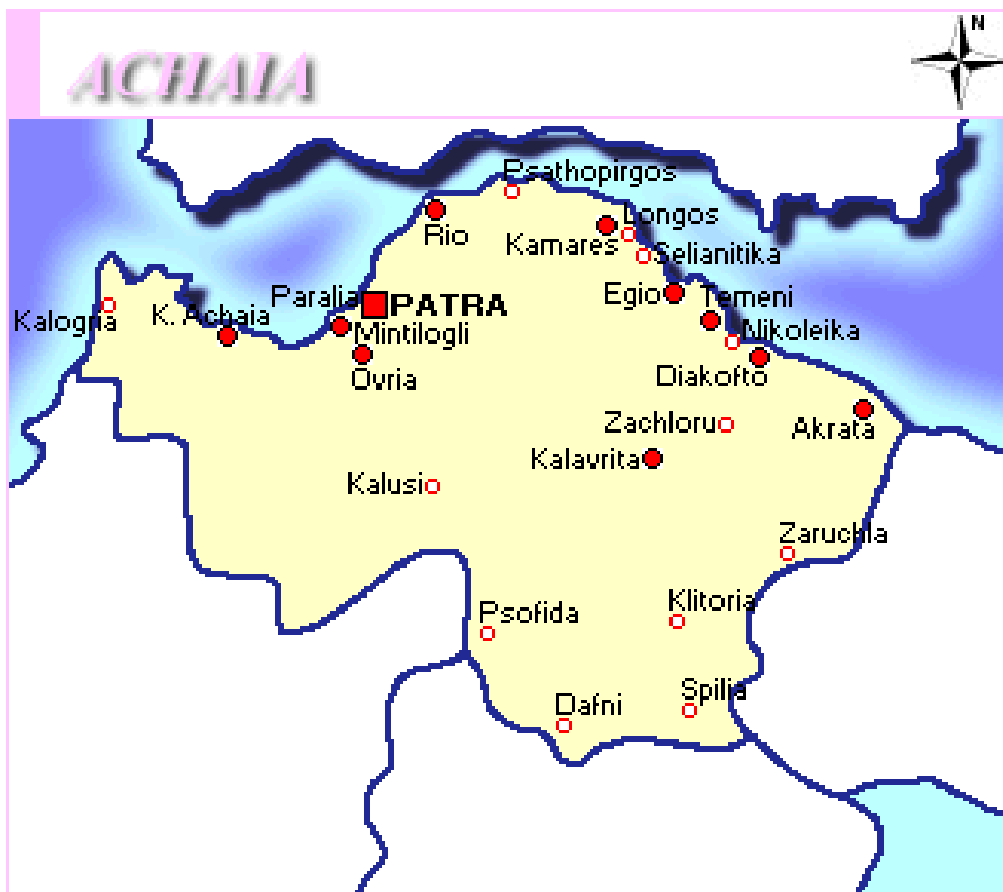 N
ACHAIA
Psathopirgos
Longos
Rio
Kamares
Selianitika
Egio
Temeni
Paralia
PATRA
Kalogria
K. Achaia
Mintilogli
Nikoleika
Ovria
Diakofto
Zachloru
Akrata
Kalavrita
Kalusi
Zaruchla
Klitoria
Psofida
Spilia
Dafni